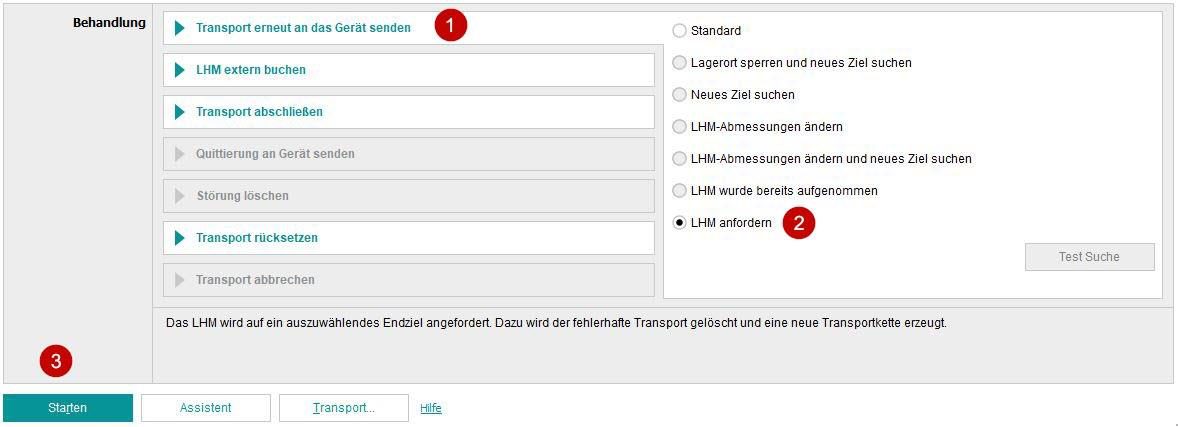 Behandlung
Transport erneut an das Gerät senden
1
LHM extern buchen
Transport abschließen
Quittierung an Gerät senden
Störung löschen
Transport rücksetzen
Transport abbrechen
Standard
Lagerort sperren und neues Ziel suchen
Neues Ziel suchen
LHM-Abmessungen ändern
LHM-Abmessungen ändern und neues Ziel suchen
LHM wurde bereits aufgenommen
LHM anfordern
2
Test Suche
Das LHM wird auf ein auszuwählendes Endziel angefordert. Dazu wird der fehlerhafte Transport gelöscht und eine neue Transportkette erzeugt.
3
Starten
Assistent
Transport...
Hilfe